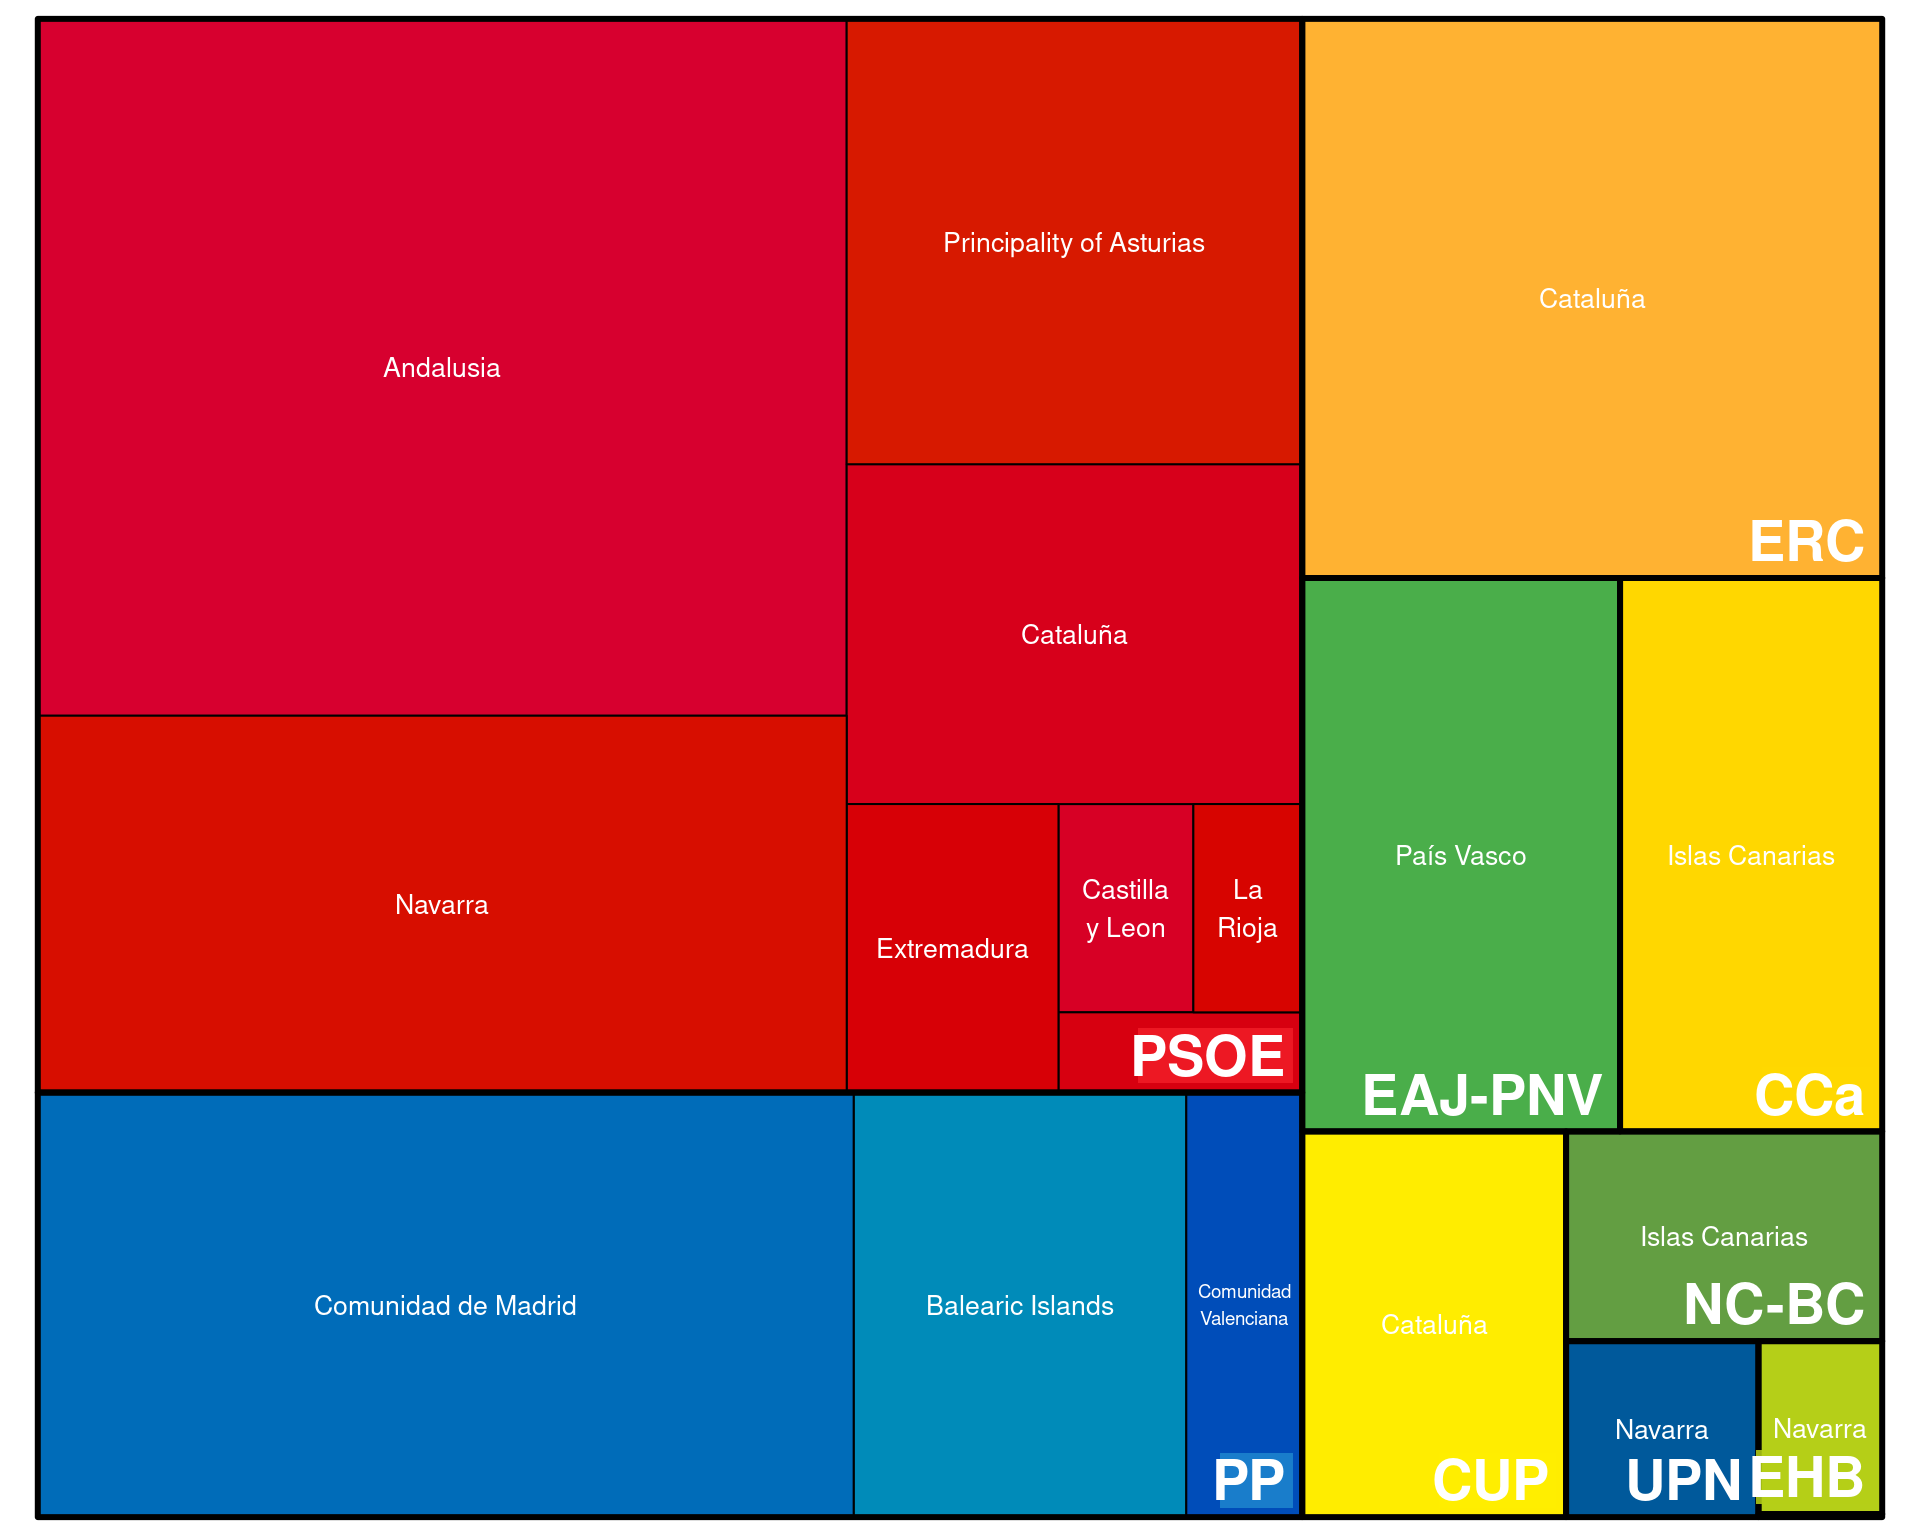 Andalusia
Principality of Asturias
Cataluña
ERC
Cataluña
Navarra
Extremadura
Castilla
y Leon
La
Rioja
PSOE
País Vasco
EAJ-PNV
Islas Canarias
CCa
Comunidad de Madrid
Balearic Islands
Comunidad
Valenciana
PP
Cataluña
CUP
Islas Canarias
NC-BC
Navarra
UPN
Navarra
EHB